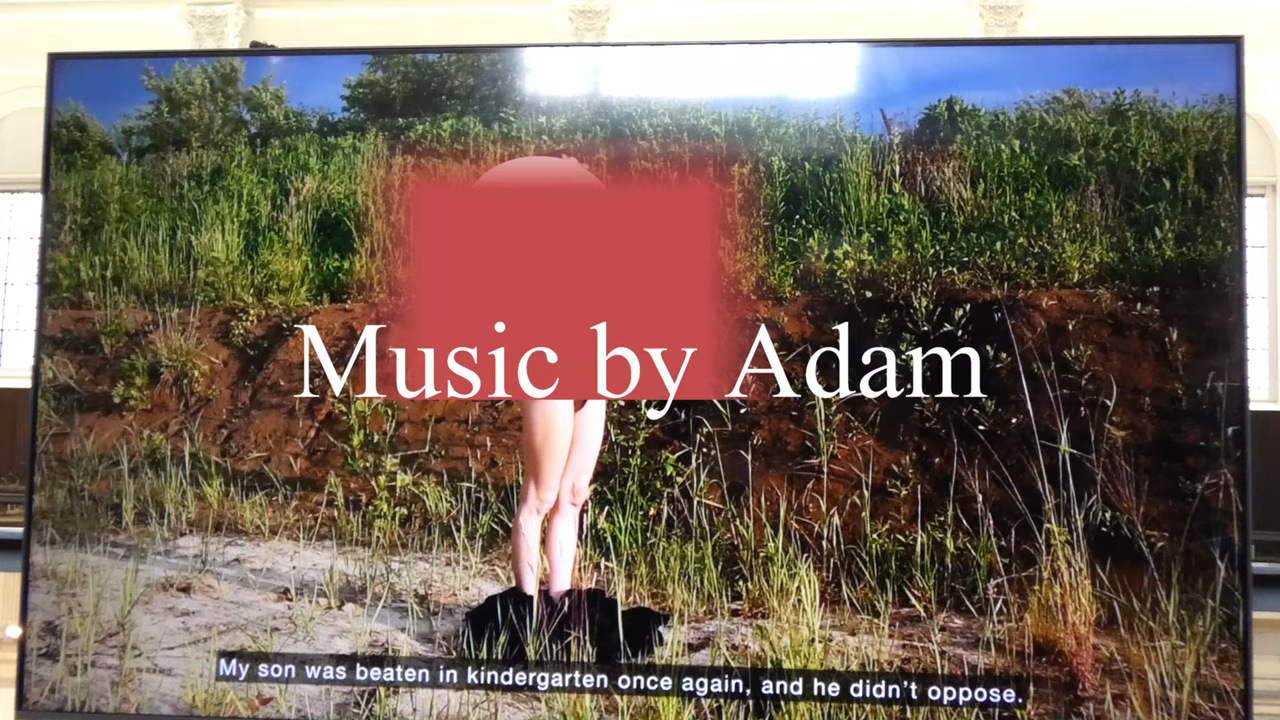 Music by Adam
My son was beaten in kindergarten once again, and he didn't oppose.